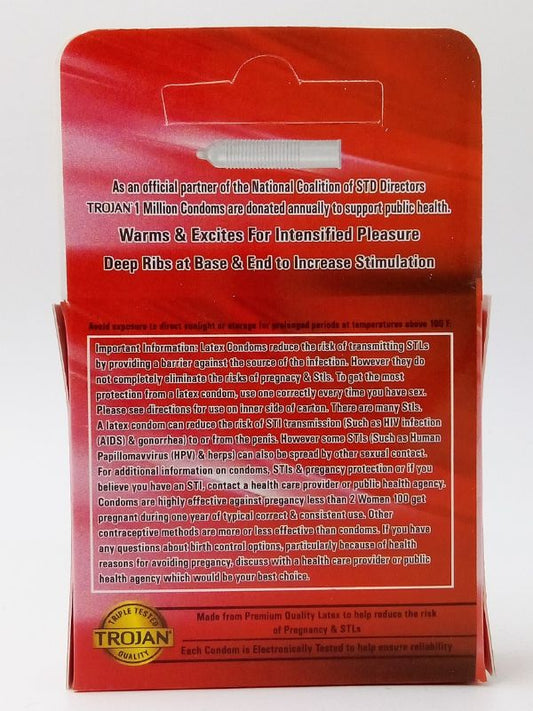 As an official partner of the National Coalition of STD Directors
TROJAN® 1 Million Condoms are donated annually to support public health.
Warms & Excites For Intensified Pleasure
Deep Ribs at Base & End to Increase Stimulation
Avoid exposure to direct sunlight or storage for prolonged periods at temperatures above 100 F.
Important Information: Latex Condoms reduce the risk of transmitting STLs
by providing a barrier against the source of the infection. However they do
not completely eliminate the risks of pregnacy & Stls. To get the most
protection from a latex condom, use one correctly every time you have sex.
Please see directions for use on inner side of carton. There are many Stls.
A latex condom can reduce the risk of STI transmission (Such as HIV infection
(AIDS) & gonorrhea) to or from the penis. However some STIs (Such as Human
Papillomavvirus (HPV) & herps) can also be spread by other sexual contact.
For additional information on condoms, STIs & pregancy protection or if you
believe you have an STI, contact a health care provider or public health agency.
Condoms are highly effective against pregancy less than 2 Women 100 get
pregnant during one year of typical correct & consistent use. Other
contraceptive methods are more or less effective than condoms. If you have
any questions about birth control options, particularly because of health
reasons for avoiding pregancy, discuss with a health care provider or public
health agency which would be your best choice.
TRIPLE TESTED
TROJAN®
QUALITY
Made from Premium Quality Latex to help reduce the risk
of Pregnancy & STLs
Each Condom is Electronically Tested to help ensure reliability